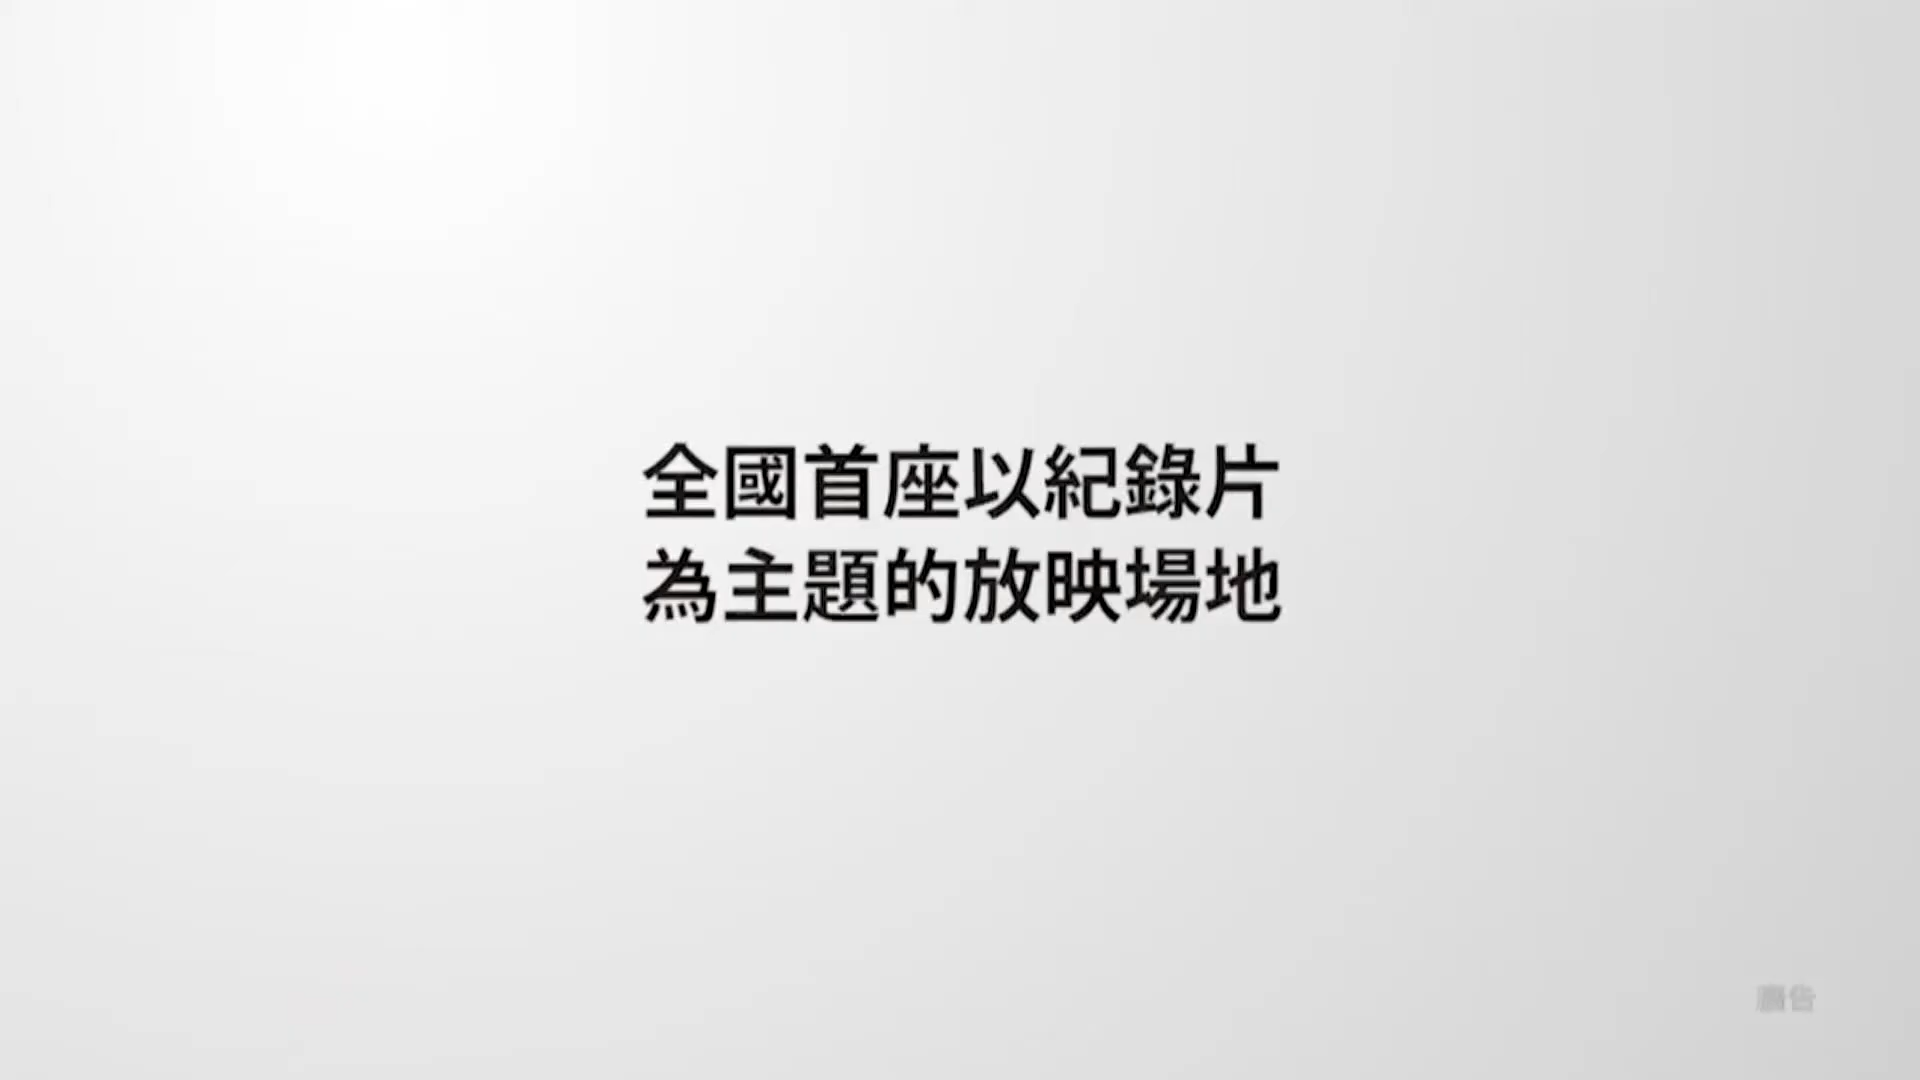 全國首座以紀錄片
為主題的放映場地
廣告